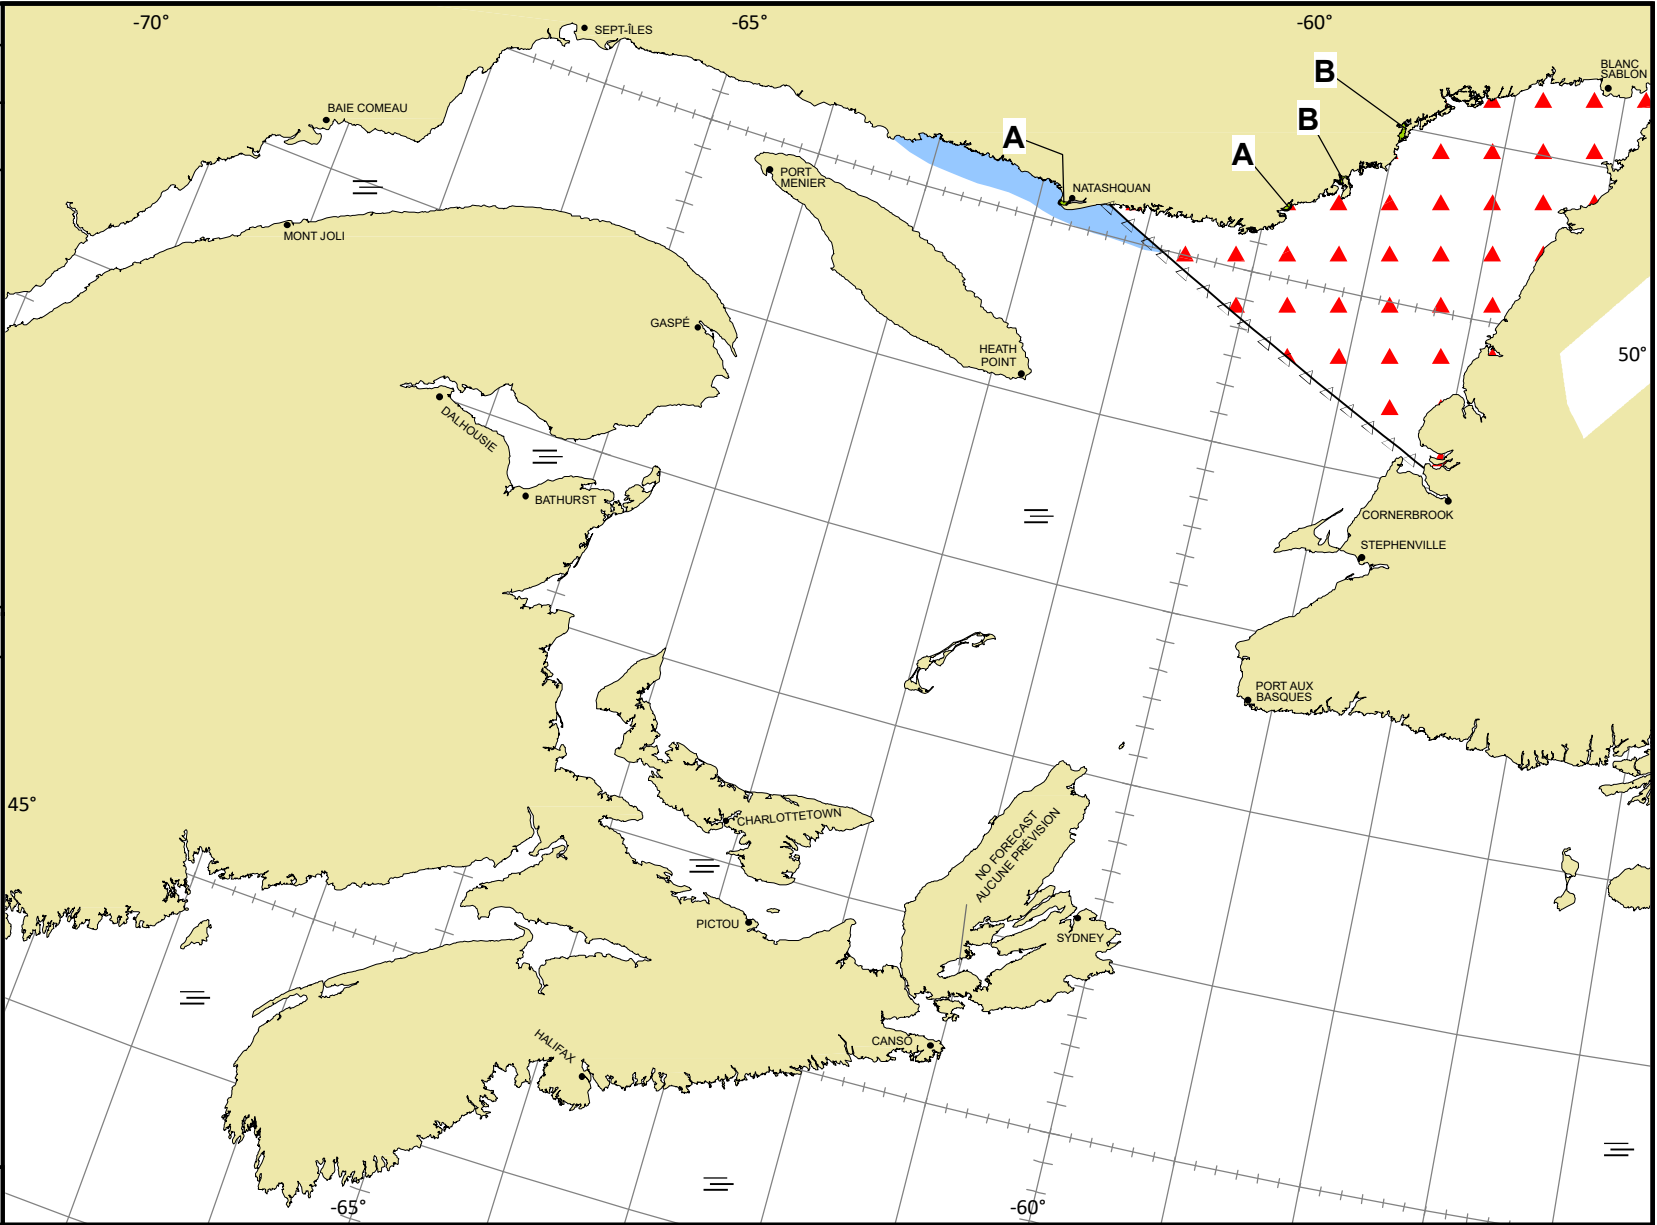 -70°
-65°
-60°
SEPT-ÎLES
BLANC
SABLON
B
BAIE COMEAU
B
A
A
PORT
MENIER
NATASHQUAN
MONT JOLI
GASPÉ
HEATH
POINT
50°
DALHOUSIE
BATHURST
CORNERBROOK
STEPHENVILLE
PORT AUX
BASQUES
45°
CHARLOTTETOWN
NO FORECAST
AUCUNE PRÉVISION
PICTOU
SYDNEY
HALIFAX
CANSO
-65°
-60°